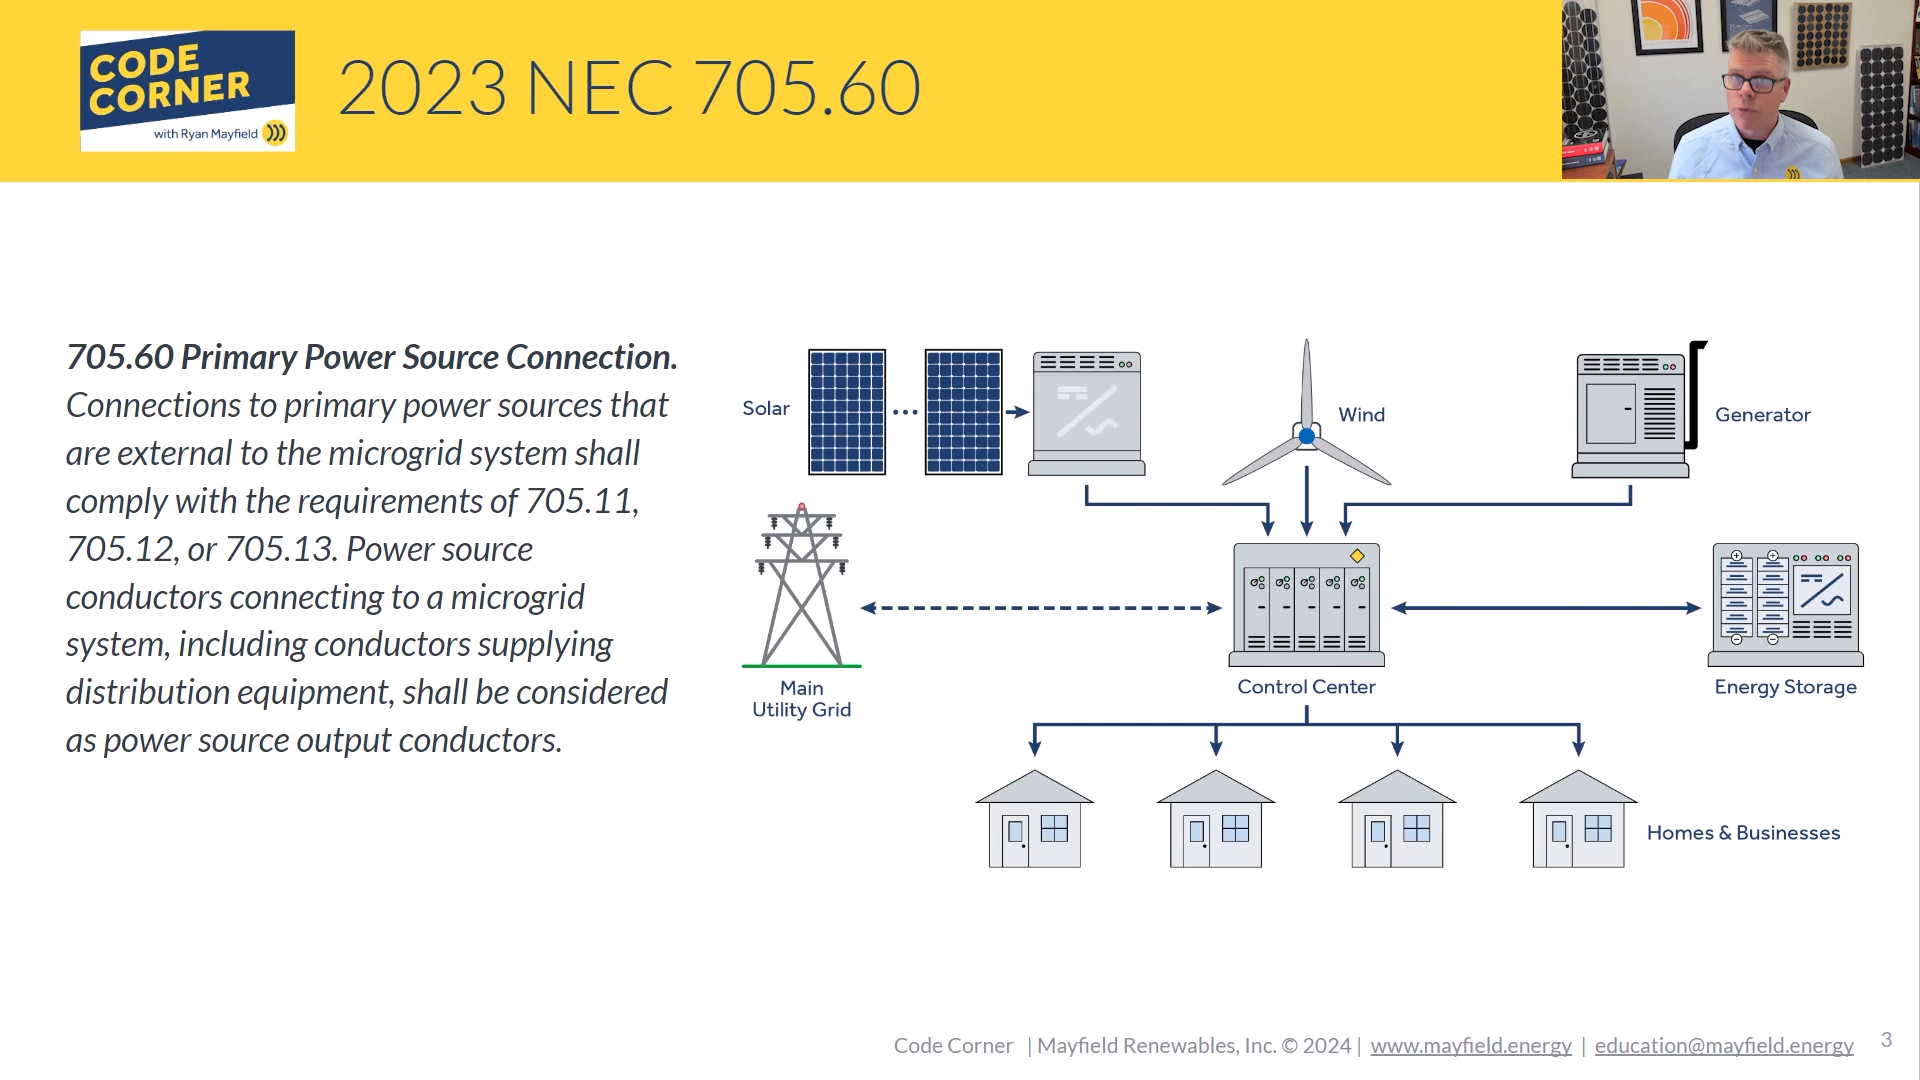 CODE
CORNER
with Ryan Mayfield
2023 NEC 705.60
705.60 Primary Power Source Connection.
Connections to primary power sources that
are external to the microgrid system shall
comply with the requirements of 705.11,
705.12, or 705.13. Power source
conductors connecting to a microgrid
system, including conductors supplying
distribution equipment, shall be considered
as power source output conductors.
Solar
Wind
Generator
Main
Utility Grid
Control Center
Energy Storage
Homes & Businesses
Code Corner | Mayfield Renewables, Inc. © 2024 | www.mayfield.energy | education@mayfield.energy
3